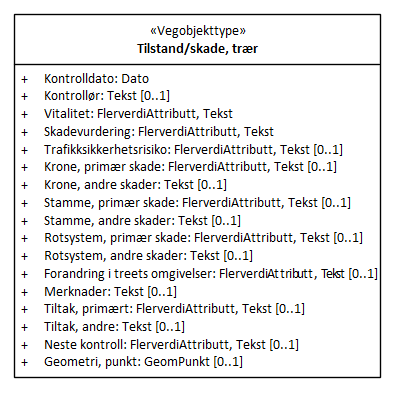 «Vegobjekttype»
Tilstand/skade, trær
+ Kontrolldato: Dato
+ Kontrollør: Tekst [0..1]
+ Vitalitet: FlerverdiAttributt, Tekst
+ Skadevurdering: FlerverdiAttributt, Tekst
+ Trafikksikkerhetsrisiko: FlerverdiAttributt, Tekst [0..1]
+ Krone, primær skade: FlerverdiAttributt, Tekst [0..1]
+ Krone, andre skader: Tekst [0..1]
+ Stamme, primær skade: FlerverdiAttributt, Tekst [0..1]
+ Stamme, andre skader: Tekst [0..1]
+ Rotsystem, primær skade: FlerverdiAttributt, Tekst [0..1]
+ Rotsystem, andre skader: Tekst [0..1]
+ Forandring i treets omgivelser: FlerverdiAttributt, Tekst [0..1]
+ Merknader: Tekst [0..1]
+ Tiltak, primært: FlerverdiAttributt, Tekst [0..1]
+ Tiltak, andre: Tekst [0..1]
+ Neste kontroll: FlerverdiAttributt, Tekst [0..1]
+ Geometri, punkt: GeomPunkt [0..1]